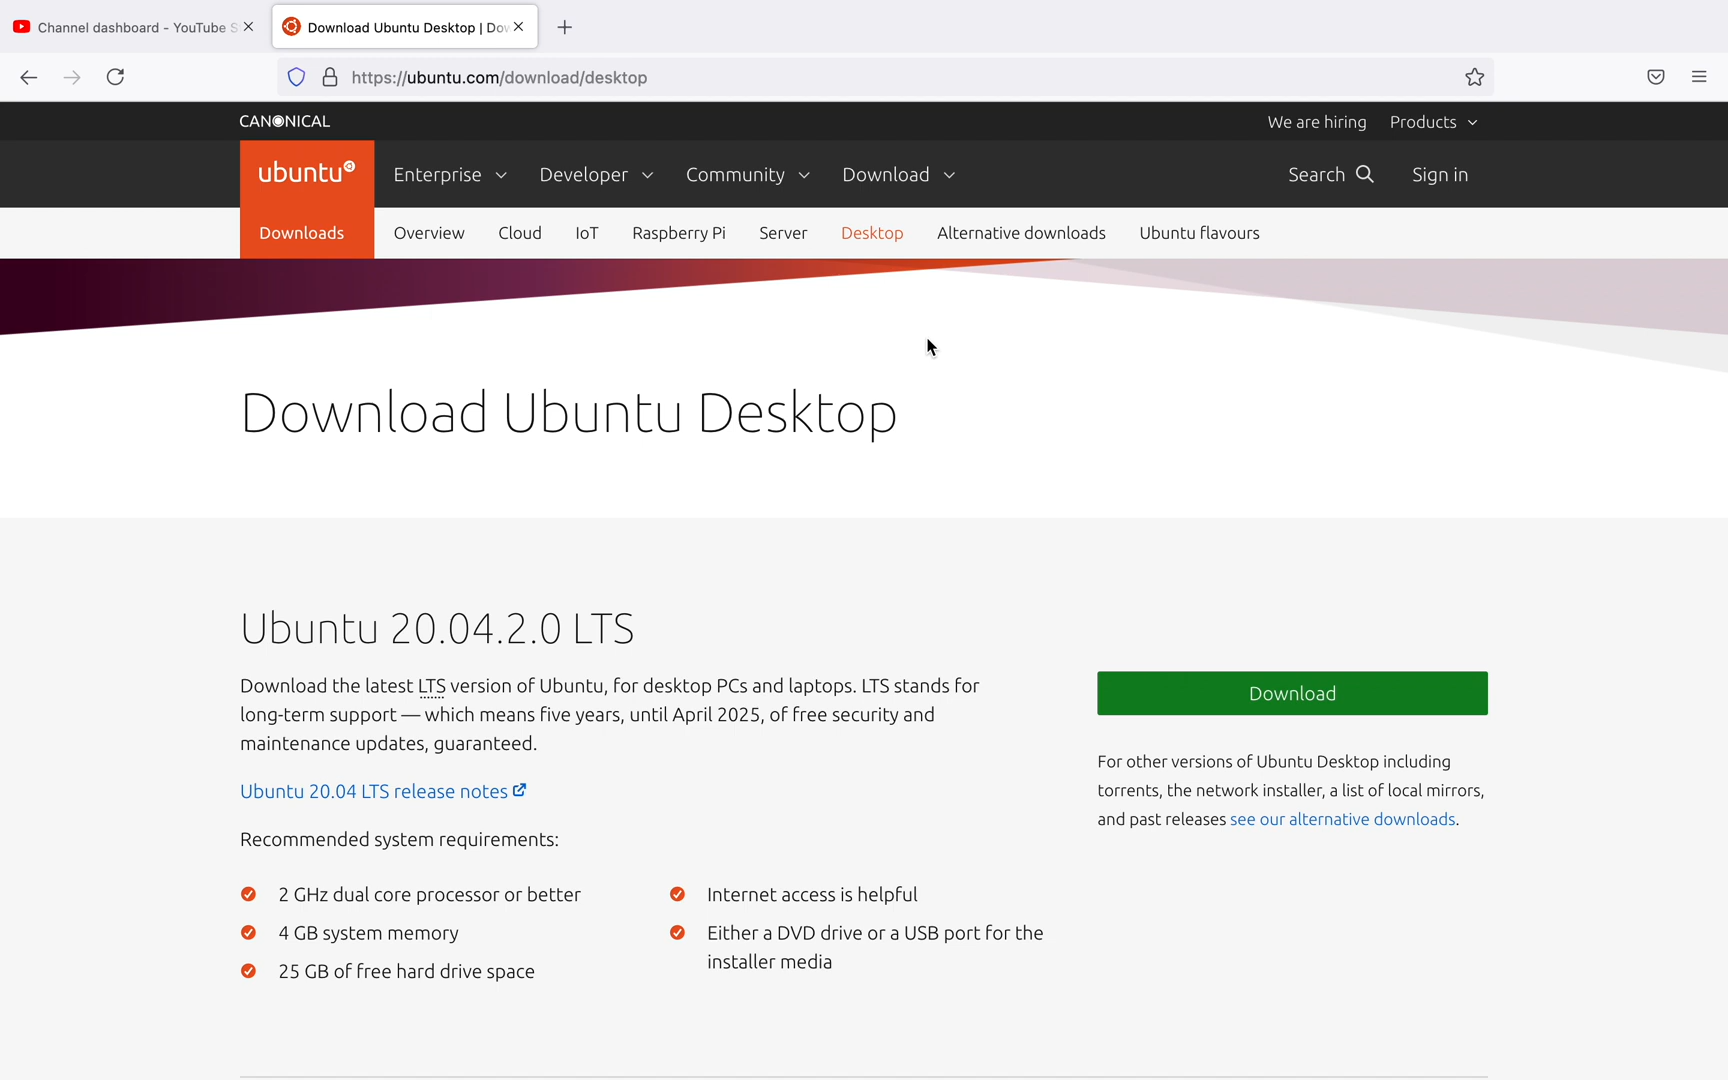 Channel dashboard - YouTube S
Download Ubuntu Desktop | Dow
https://ubuntu.com/download/desktop
CANONICAL
We are hiring Products
ubuntu
Enterprise Developer Community Download Search Sign in
Downloads Overview Cloud IoT Raspberry Pi Server Desktop Alternative downloads Ubuntu flavours
Download Ubuntu Desktop
Ubuntu 20.04.2.0 LTS
Download the latest LTS version of Ubuntu, for desktop PCs and laptops. LTS stands for
long-term support — which means five years, until April 2025, of free security and
maintenance updates, guaranteed.
Ubuntu 20.04 LTS release notes
Recommended system requirements:
2 GHz dual core processor or better
4 GB system memory
25 GB of free hard drive space
Internet access is helpful
Either a DVD drive or a USB port for the
installer media
Download
For other versions of Ubuntu Desktop including
torrents, the network installer, a list of local mirrors,
and past releases see our alternative downloads.